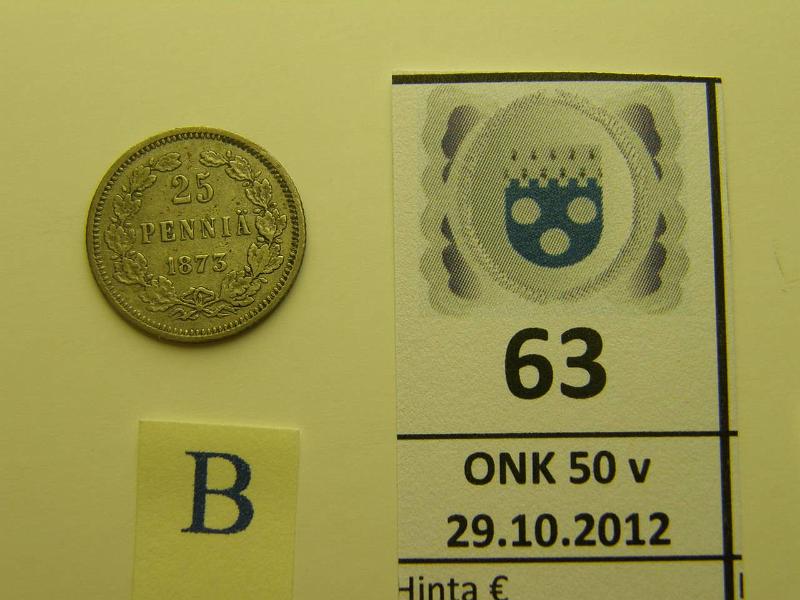 25
PENNIÄ
1873
B
63
ONK 50 v
29.10.2012
Hinta €